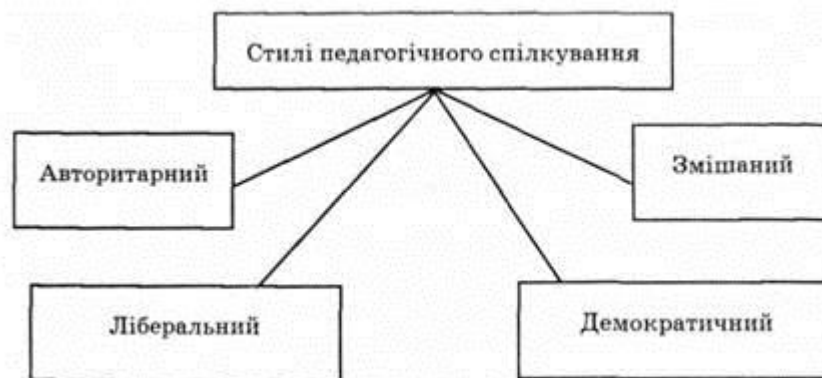 Стилі педагогічного спілкування
Авторитарний
Змішаний
Ліберальний
Демократичний